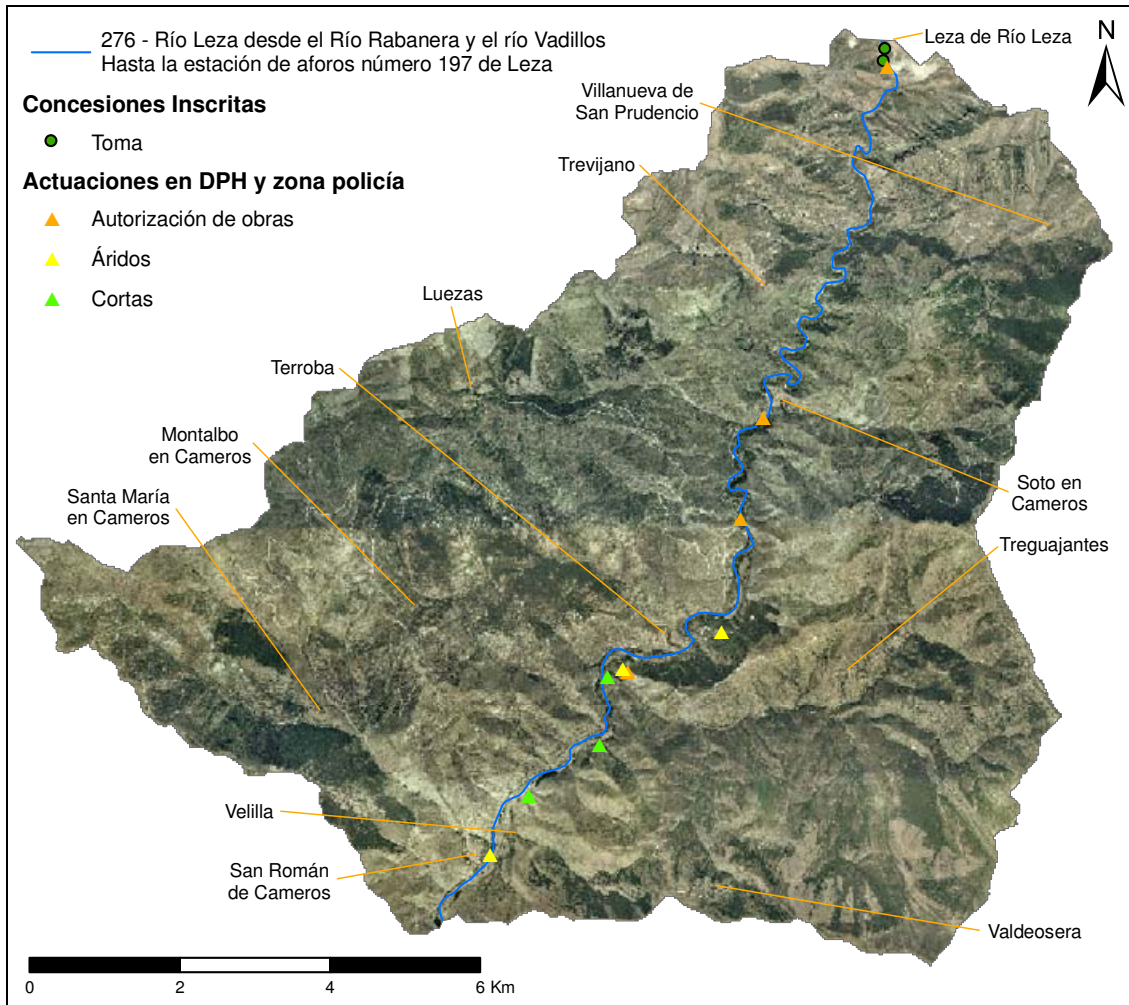 276 - Río Leza desde el Río Rabanera y el río Vadillos
Hasta la estación de aforos número 197 de Leza
Concesiones Inscritas
Toma
Actuaciones en DPH y zona policía
Autorización de obras
Áridos
Cortas
Leza de Río Leza
N
Villanueva de
San Prudencio
Trevijano
Luezas
Terroba
Montalbo
en Cameros
Santa María
en Cameros
Soto en
Cameros
Treguajantes
Velilla
San Román
de Cameros
Valdeosera
0 2 4 6 Km